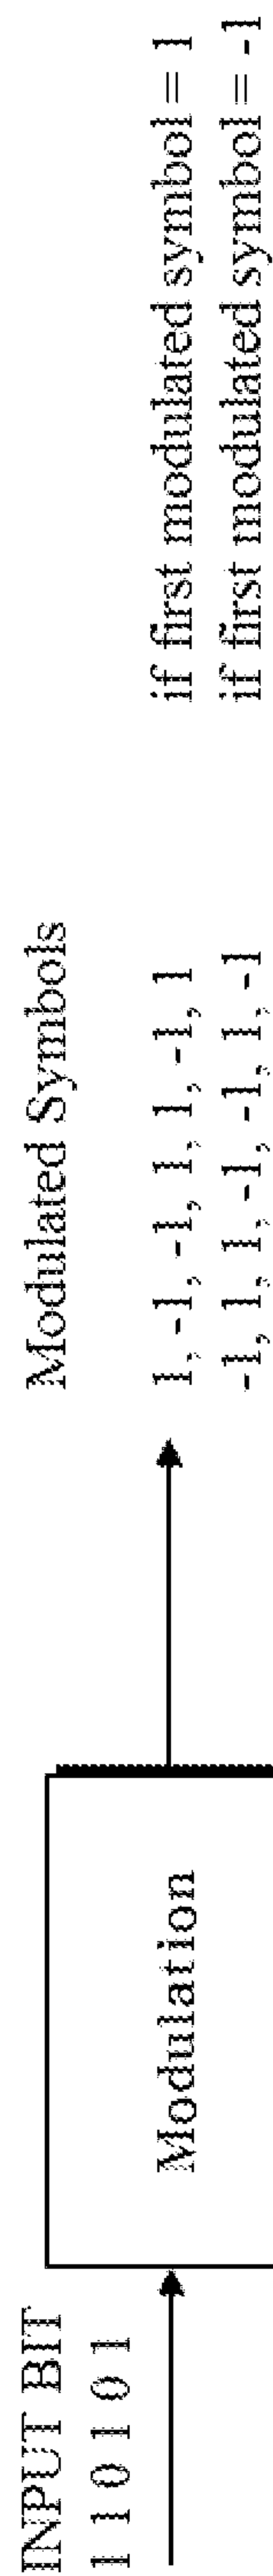 INPUT BIT
1 1 0 1 0 1
Modulation
Modulated Symbols
1, -1, -1, 1, 1, -1, 1 if first modulated symbol = 1
-1, 1, 1, -1, -1, 1, -1 if first modulated symbol = -1